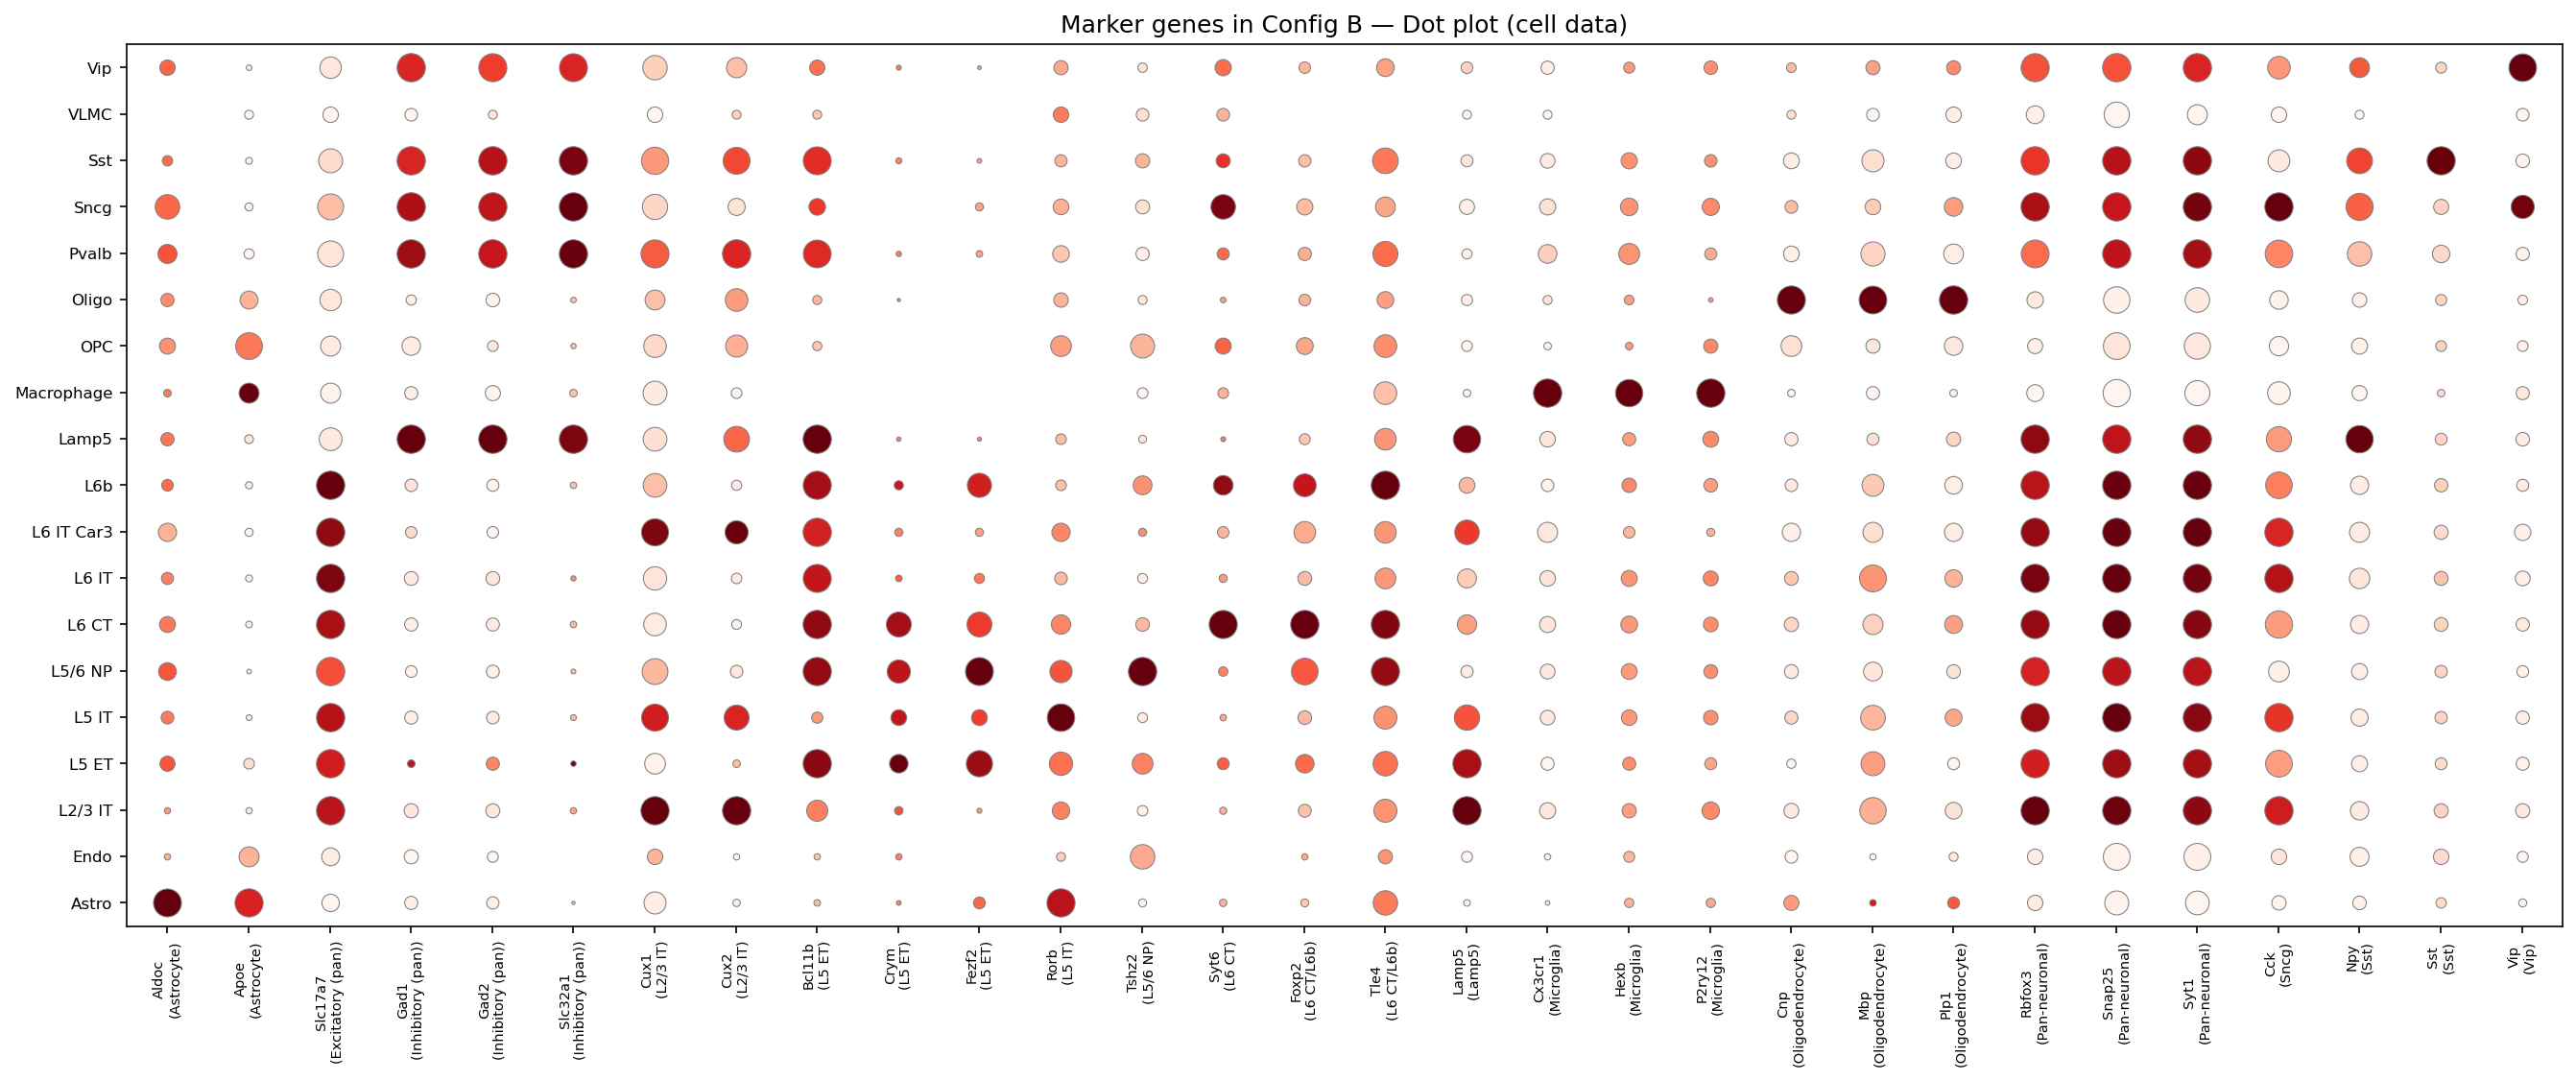 Marker genes in Config B — Dot plot (cell data)
Vip
VLMC
Sst
Sncg
Pvalb
Oligo
OPC
Macrophage
Lamp5
L6b
L6 IT Car3
L6 IT
L6 CT
L5/6 NP
L5 IT
L5 ET
L2/3 IT
Endo
Astro
Aldoc
(Astrocyte)
Apoe
(Astrocyte)
Slc17a7
(Excitatory (pan))
Gad1
(Inhibitory (pan))
Gad2
(Inhibitory (pan))
Slc32a1
(Inhibitory (pan))
Cux1
(L2/3 IT)
Cux2
(L2/3 IT)
Bcl11b
(L5 ET)
Crym
(L5 ET)
Fezf2
(L5 ET)
Rorb
(L5 IT)
Tshz2
(L5/6 NP)
Syt6
(L6 CT)
Foxp2
(L6 CT/L6b)
Tle4
(L6 CT/L6b)
Lamp5
(Lamp5)
Cx3cr1
(Microglia)
Hexb
(Microglia)
P2ry12
(Microglia)
Cnp
(Oligodendrocyte)
Mbp
(Oligodendrocyte)
Plp1
(Oligodendrocyte)
Rbfox3
(Pan-neuronal)
Snap25
(Pan-neuronal)
Syt1
(Pan-neuronal)
Cck
(Sncg)
Npy
(Sst)
Sst
(Sst)
Vip
(Vip)